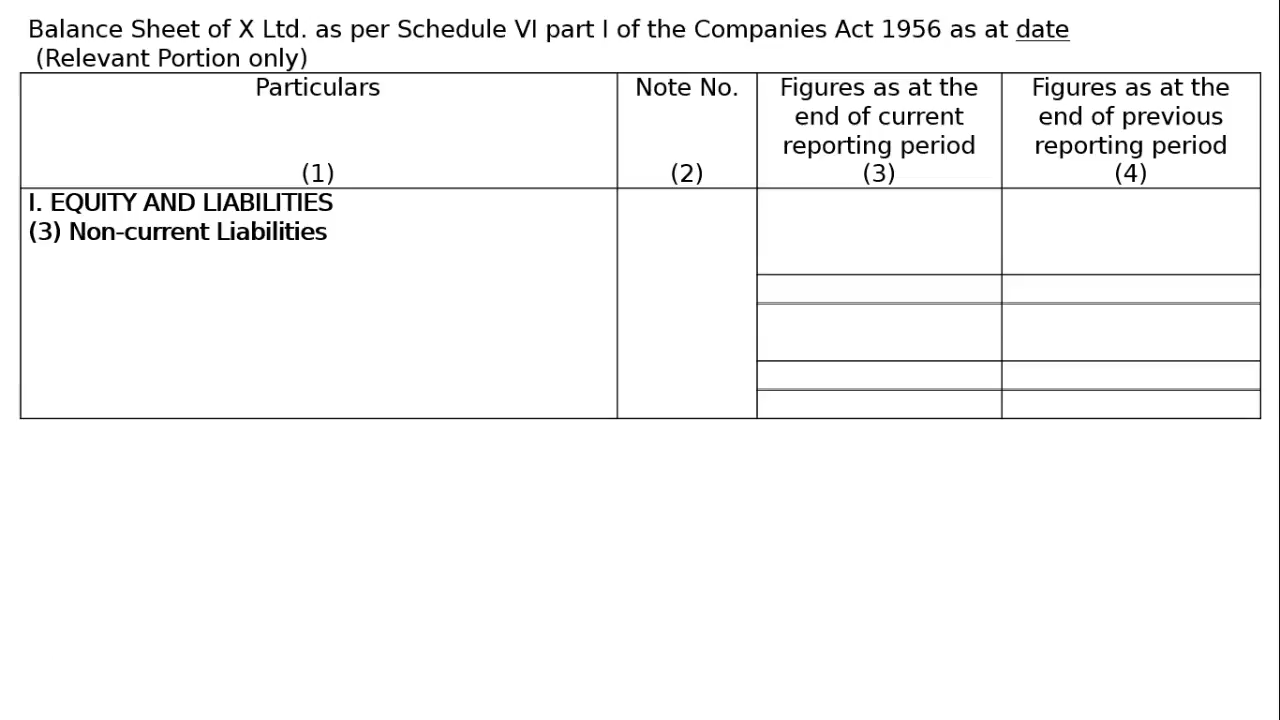 Balance Sheet of X Ltd. as per Schedule VI part I of the Companies Act 1956 as at date
(Relevant Portion only)
Particulars
(1)
Note No.
(2)
Figures as at the
end of current
reporting period
(3)
Figures as at the
end of previous
reporting period
(4)
I. EQUITY AND LIABILITIES
(3) Non-current Liabilities